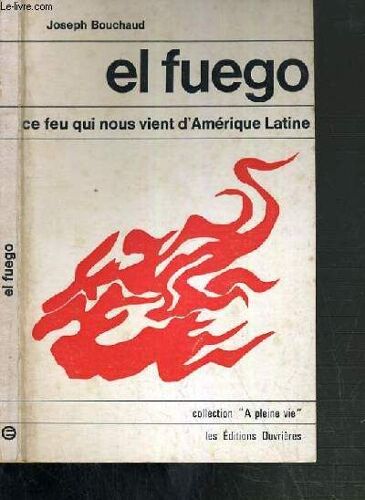 Le-livre.com
Joseph Bouchaud
el fuego
ce feu qui nous vient d'Amérique Latine
el fuego
collection "A pleine vie"
les Éditions Ouvrières